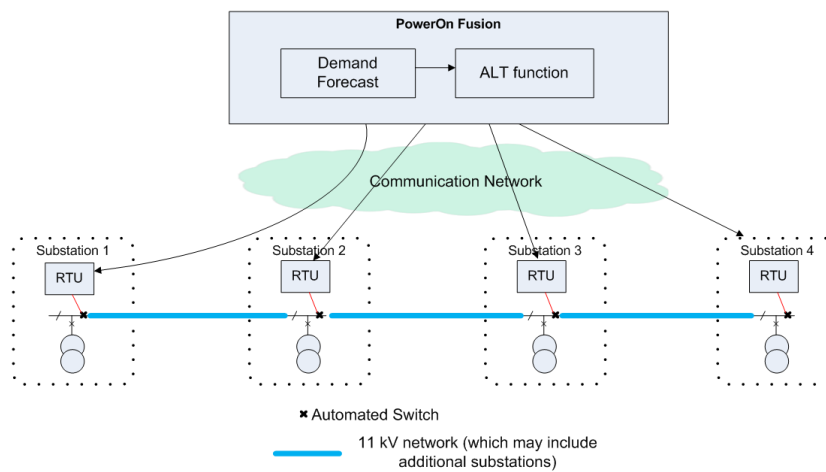 PowerOn Fusion
Demand
Forecast
ALT function
Communication Network
Substation 1
Substation 2
Substation 3
Substation 4
RTU
RTU
RTU
RTU
Automated Switch
11 kV network (which may include
additional substations)